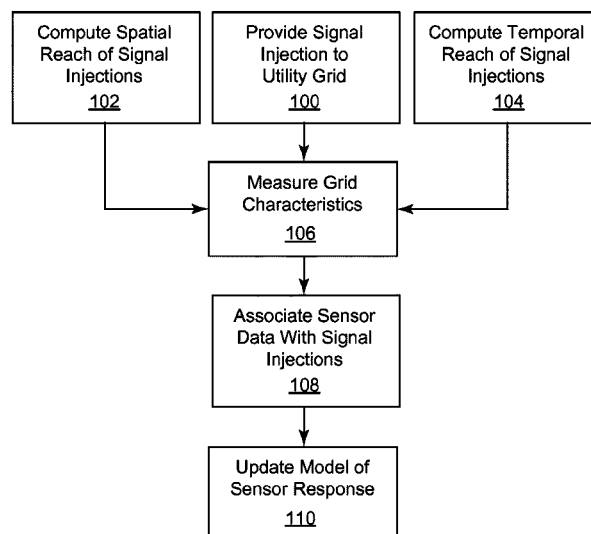 Compute Spatial
Reach of Signal
Injections
102
Provide Signal
Injection to
Utility Grid
100
Compute Temporal
Reach of Signal
Injections
104
Measure Grid
Characteristics
106
Associate Sensor
Data With Signal
Injections
108
Update Model of
Sensor Response
110